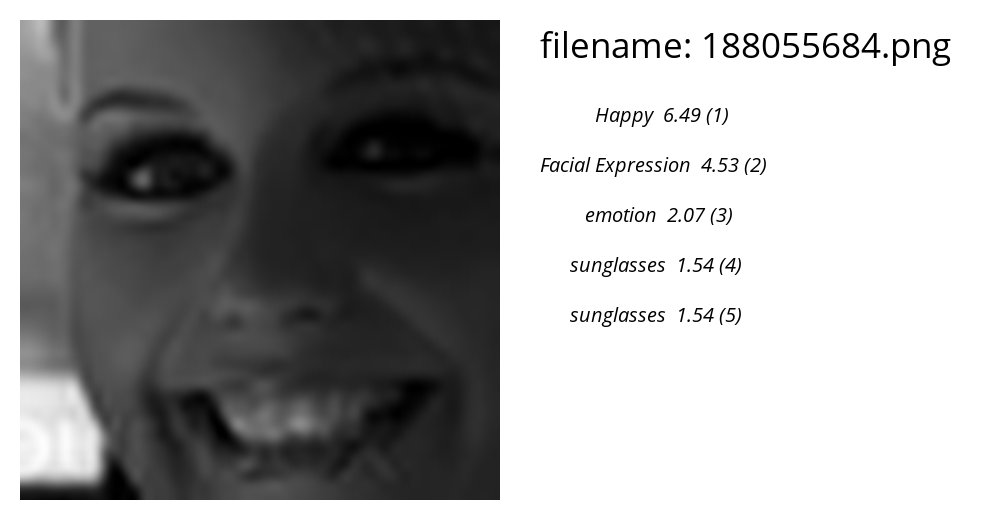 filename: 188055684.png
Happy 6.49 (1)
Facial Expression 4.53 (2)
emotion 2.07 (3)
sunglasses 1.54 (4)
sunglasses 1.54 (5)